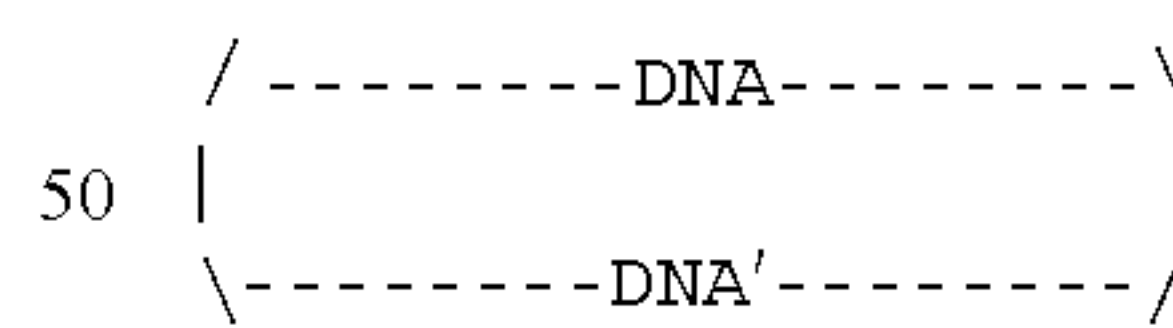 / - - - - - - - - - DNA - - - - - - - - - \
50 |
\ - - - - - - - - - DNA' - - - - - - - - - /